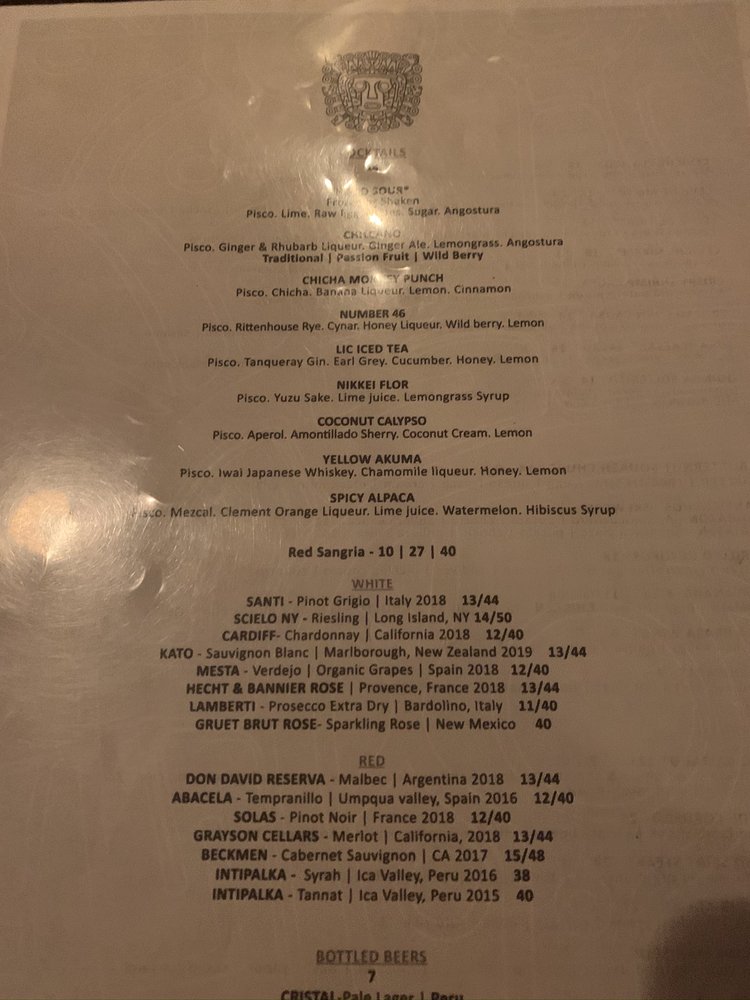 COCKTAILS
SOUR*
Shaken
Pisco. Lime. Raw Sugar. Angostura
CHILCANO
Pisco. Ginger & Rhubarb Liqueur. Ginger Ale. Lemongrass. Angostura
Traditional | Passion Fruit | Wild Berry
CHICHA MONKEY PUNCH
Pisco. Chicha. Banana Liqueur. Lemon. Cinnamon
NUMBER 46
Pisco. Rittenhouse Rye. Cynar. Honey Liqueur. Wild berry. Lemon
LIC ICED TEA
Pisco. Tanqueray Gin. Earl Grey. Cucumber. Honey. Lemon
NIKKEI FLOR
Pisco. Yuzu Sake. Lime juice. Lemongrass Syrup
COCONUT CALYPSO
Pisco. Aperol. Amontillado Sherry. Coconut Cream. Lemon
YELLOW AKUMA
Pisco. Iwai Japanese Whiskey. Chamomile liqueur. Honey. Lemon
SPICY ALPACA
Pisco. Mezcal. Clement Orange Liqueur. Lime juice. Watermelon. Hibiscus Syrup
Red Sangria - 10 | 27 | 40
WHITE
SANTI - Pinot Grigio | Italy 2018 13/44
SCIELO NY - Riesling | Long Island, NY 14/50
CARDIFF- Chardonnay | California 2018 12/40
KATO - Sauvignon Blanc | Marlborough, New Zealand 2019 13/44
MESTA - Verdejo | Organic Grapes | Spain 2018 12/40
HECHT & BANNIER ROSE | Provence, France 2018 13/44
LAMBERTI - Prosecco Extra Dry | Bardolino, Italy 11/40
GRUET BRUT ROSE- Sparkling Rose | New Mexico 40
RED
DON DAVID RESERVA - Malbec | Argentina 2018 13/44
ABACELA - Tempranillo | Umpqua valley, Spain 2016 12/40
SOLAS - Pinot Noir | France 2018 12/40
GRAYSON CELLARS - Merlot | California, 2018 13/44
BECKMEN - Cabernet Sauvignon | CA 2017 15/48
INTIPALKA - Syrah | Ica Valley, Peru 2016 38
INTIPALKA - Tannat | Ica Valley, Peru 2015 40
BOTTLED BEERS
7
CRISTAL-Pale Lager | Peru